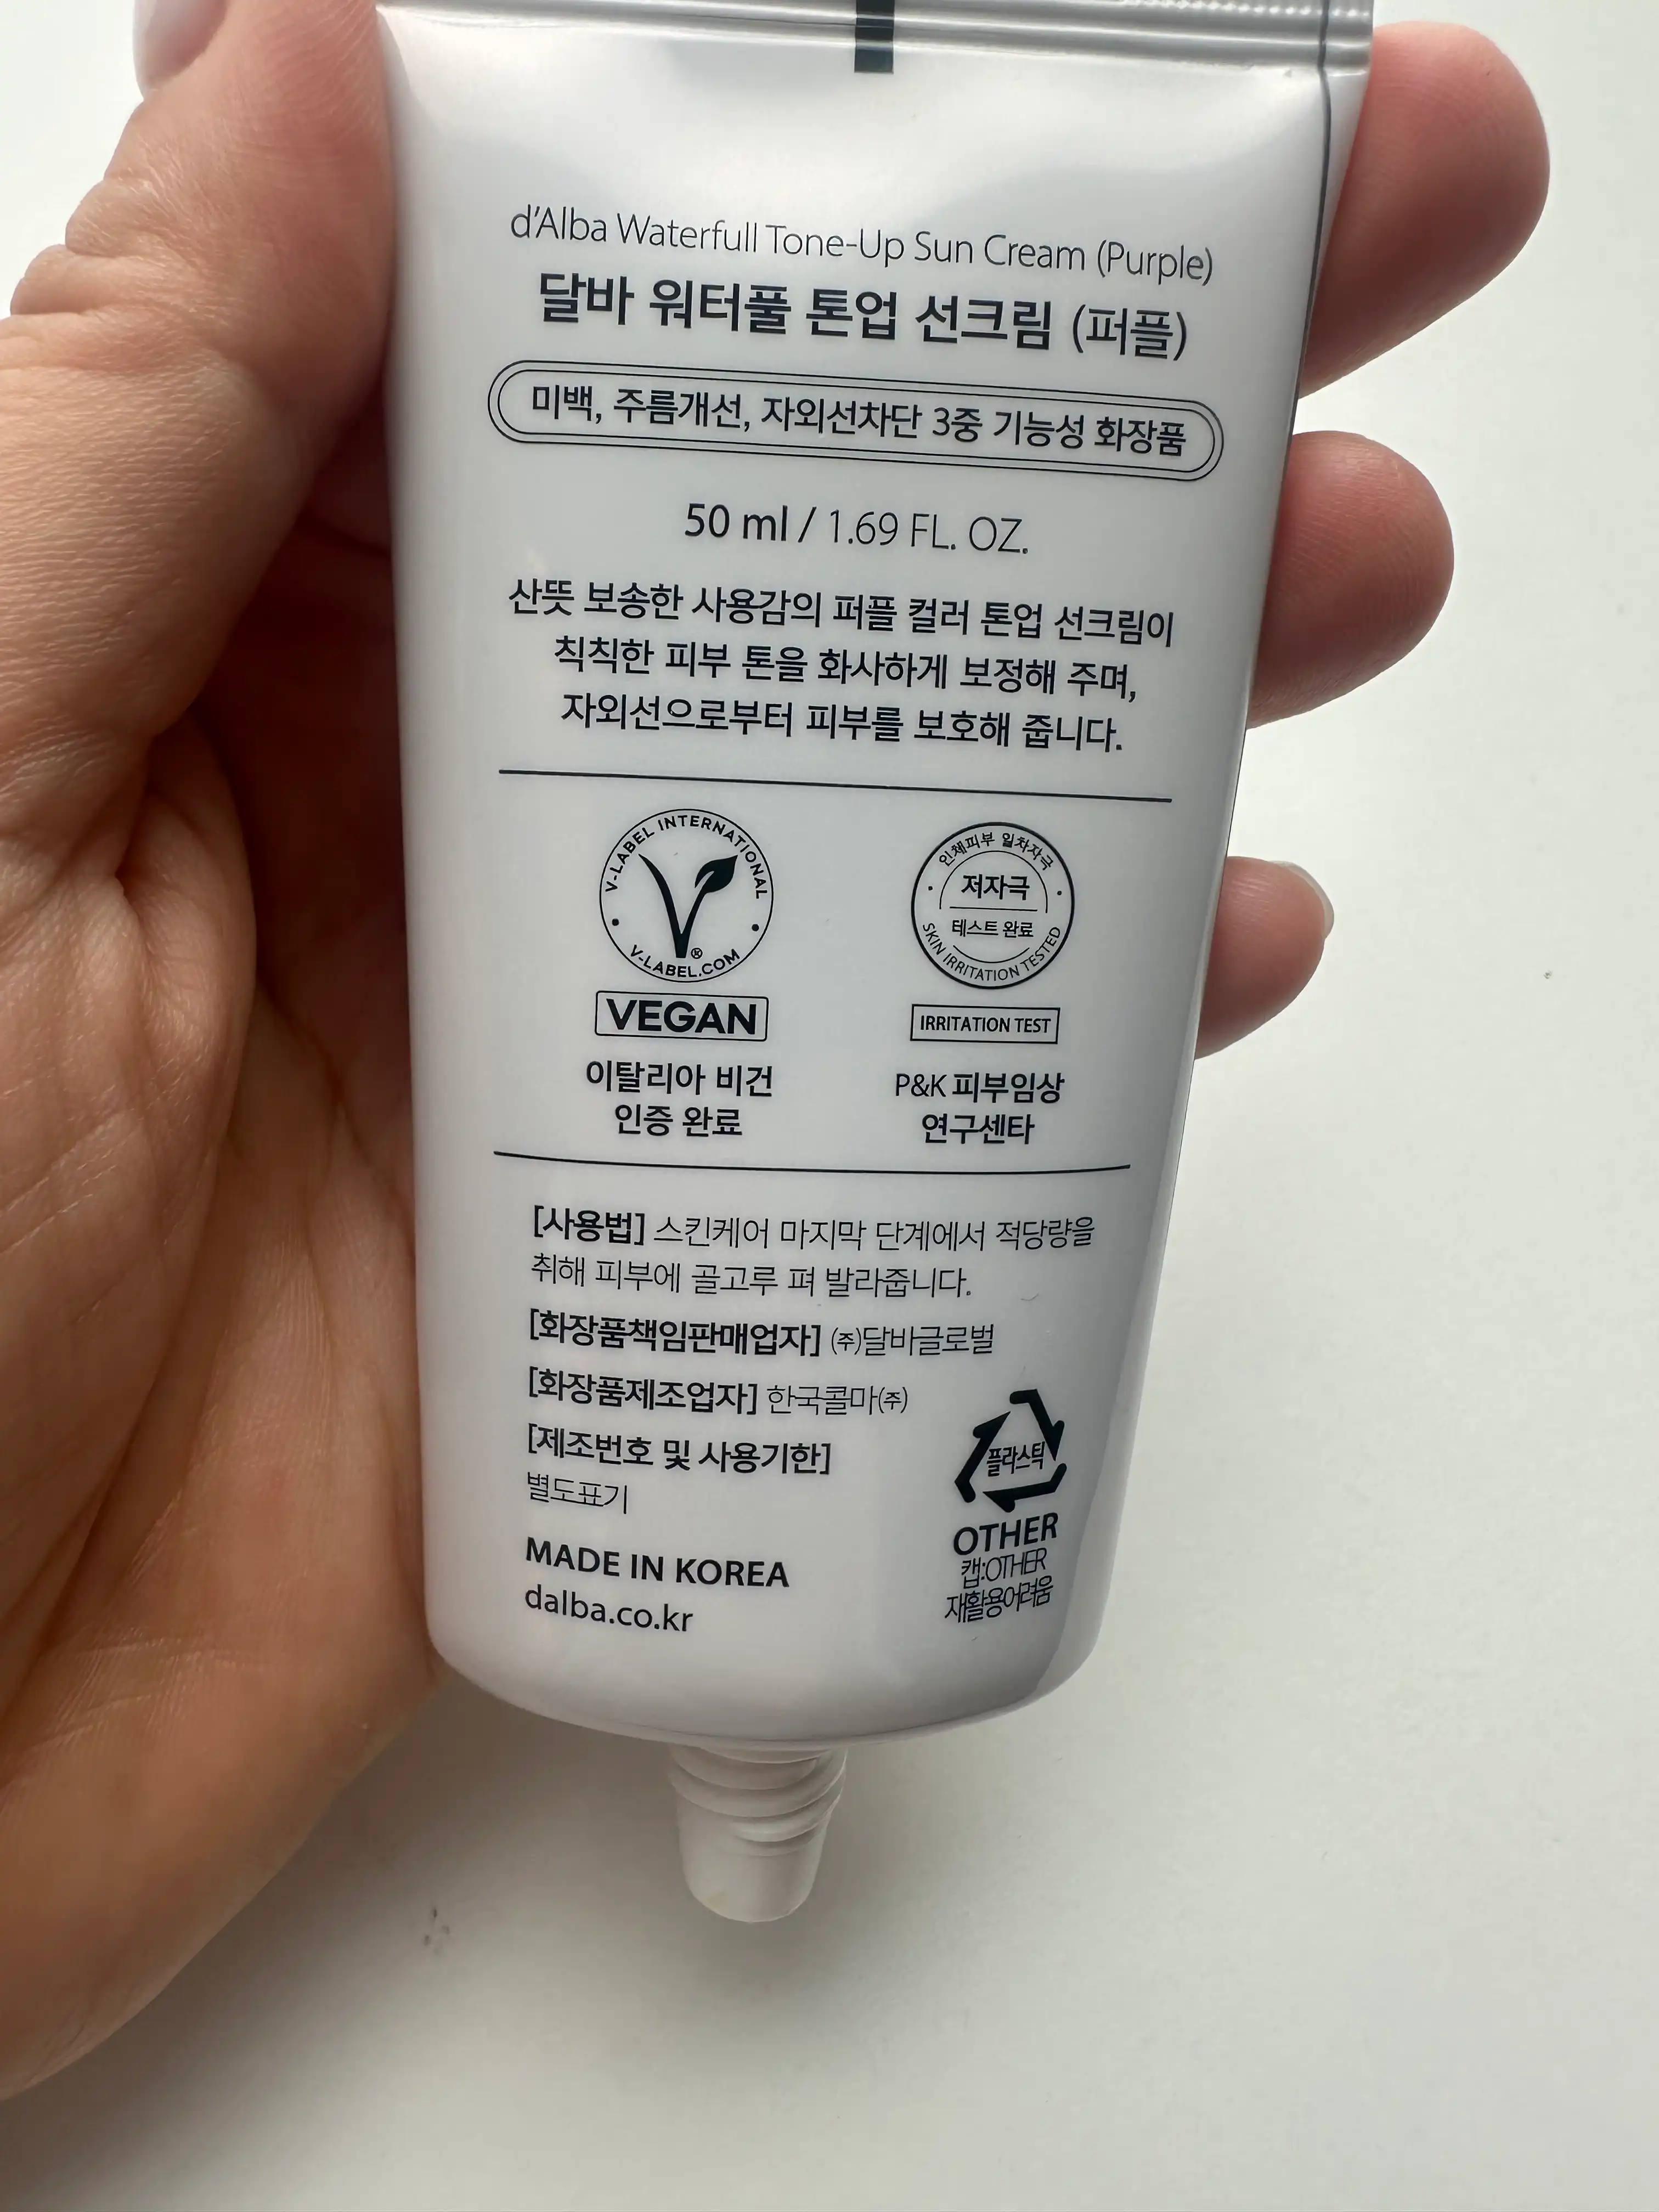 d'Alba Waterfull Tone-Up Sun Cream (Purple)
달바 워터풀 톤업 선크림 (퍼플)
미백, 주름개선, 자외선차단 3중 기능성 화장품
50 ml / 1.69 FL. OZ.
산뜻 보송한 사용감의 퍼플 컬러 톤업 선크림이
칙칙한 피부 톤을 화사하게 보정해 주며,
자외선으로부터 피부를 보호해 줍니다.
V-LABEL INTERNATIONAL
®
V-LABEL.COM
VEGAN
이탈리아 비건
인증 완료
인체피부 일차자극
저자극
테스트 완료
SKIN IRRITATION TESTED
IRRITATION TEST
P&K 피부임상
연구센타
[사용법] 스킨케어 마지막 단계에서 적당량을
취해 피부에 골고루 펴 발라줍니다.
[화장품책임판매업자] ㈜달바글로벌
[화장품제조업자] 한국콜마㈜
[제조번호 및 사용기한]
별도표기
MADE IN KOREA
dalba.co.kr
플라스틱
OTHER
캡:OTHER
재활용어려움